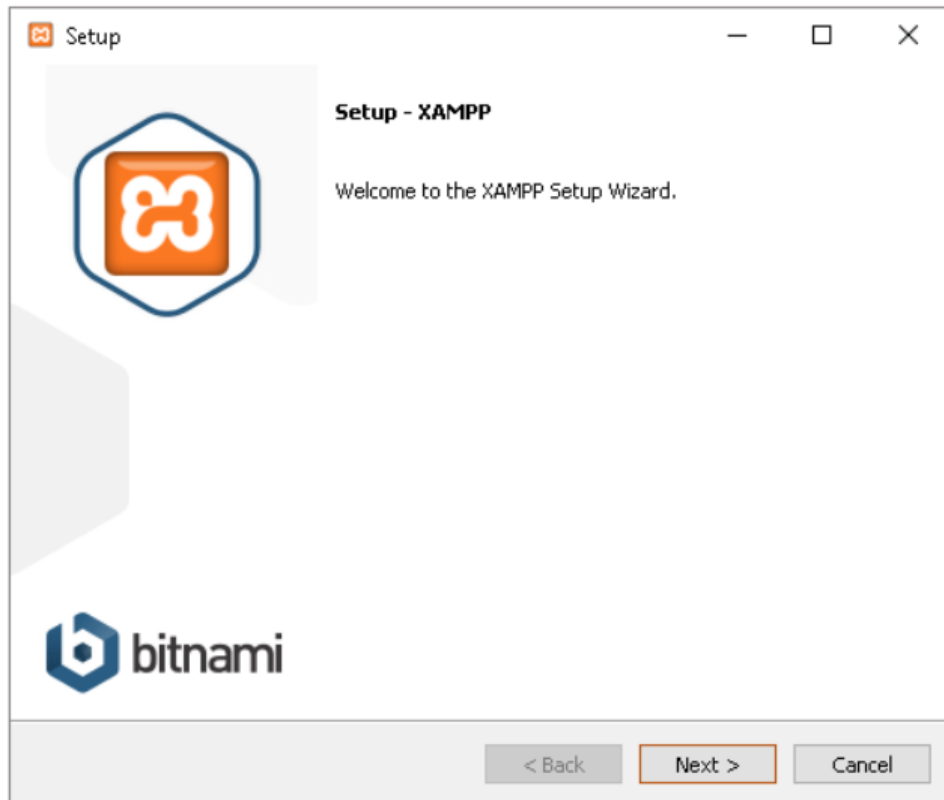 Setup
Setup - XAMPP
Welcome to the XAMPP Setup Wizard.
bitnami
< Back
Next >
Cancel